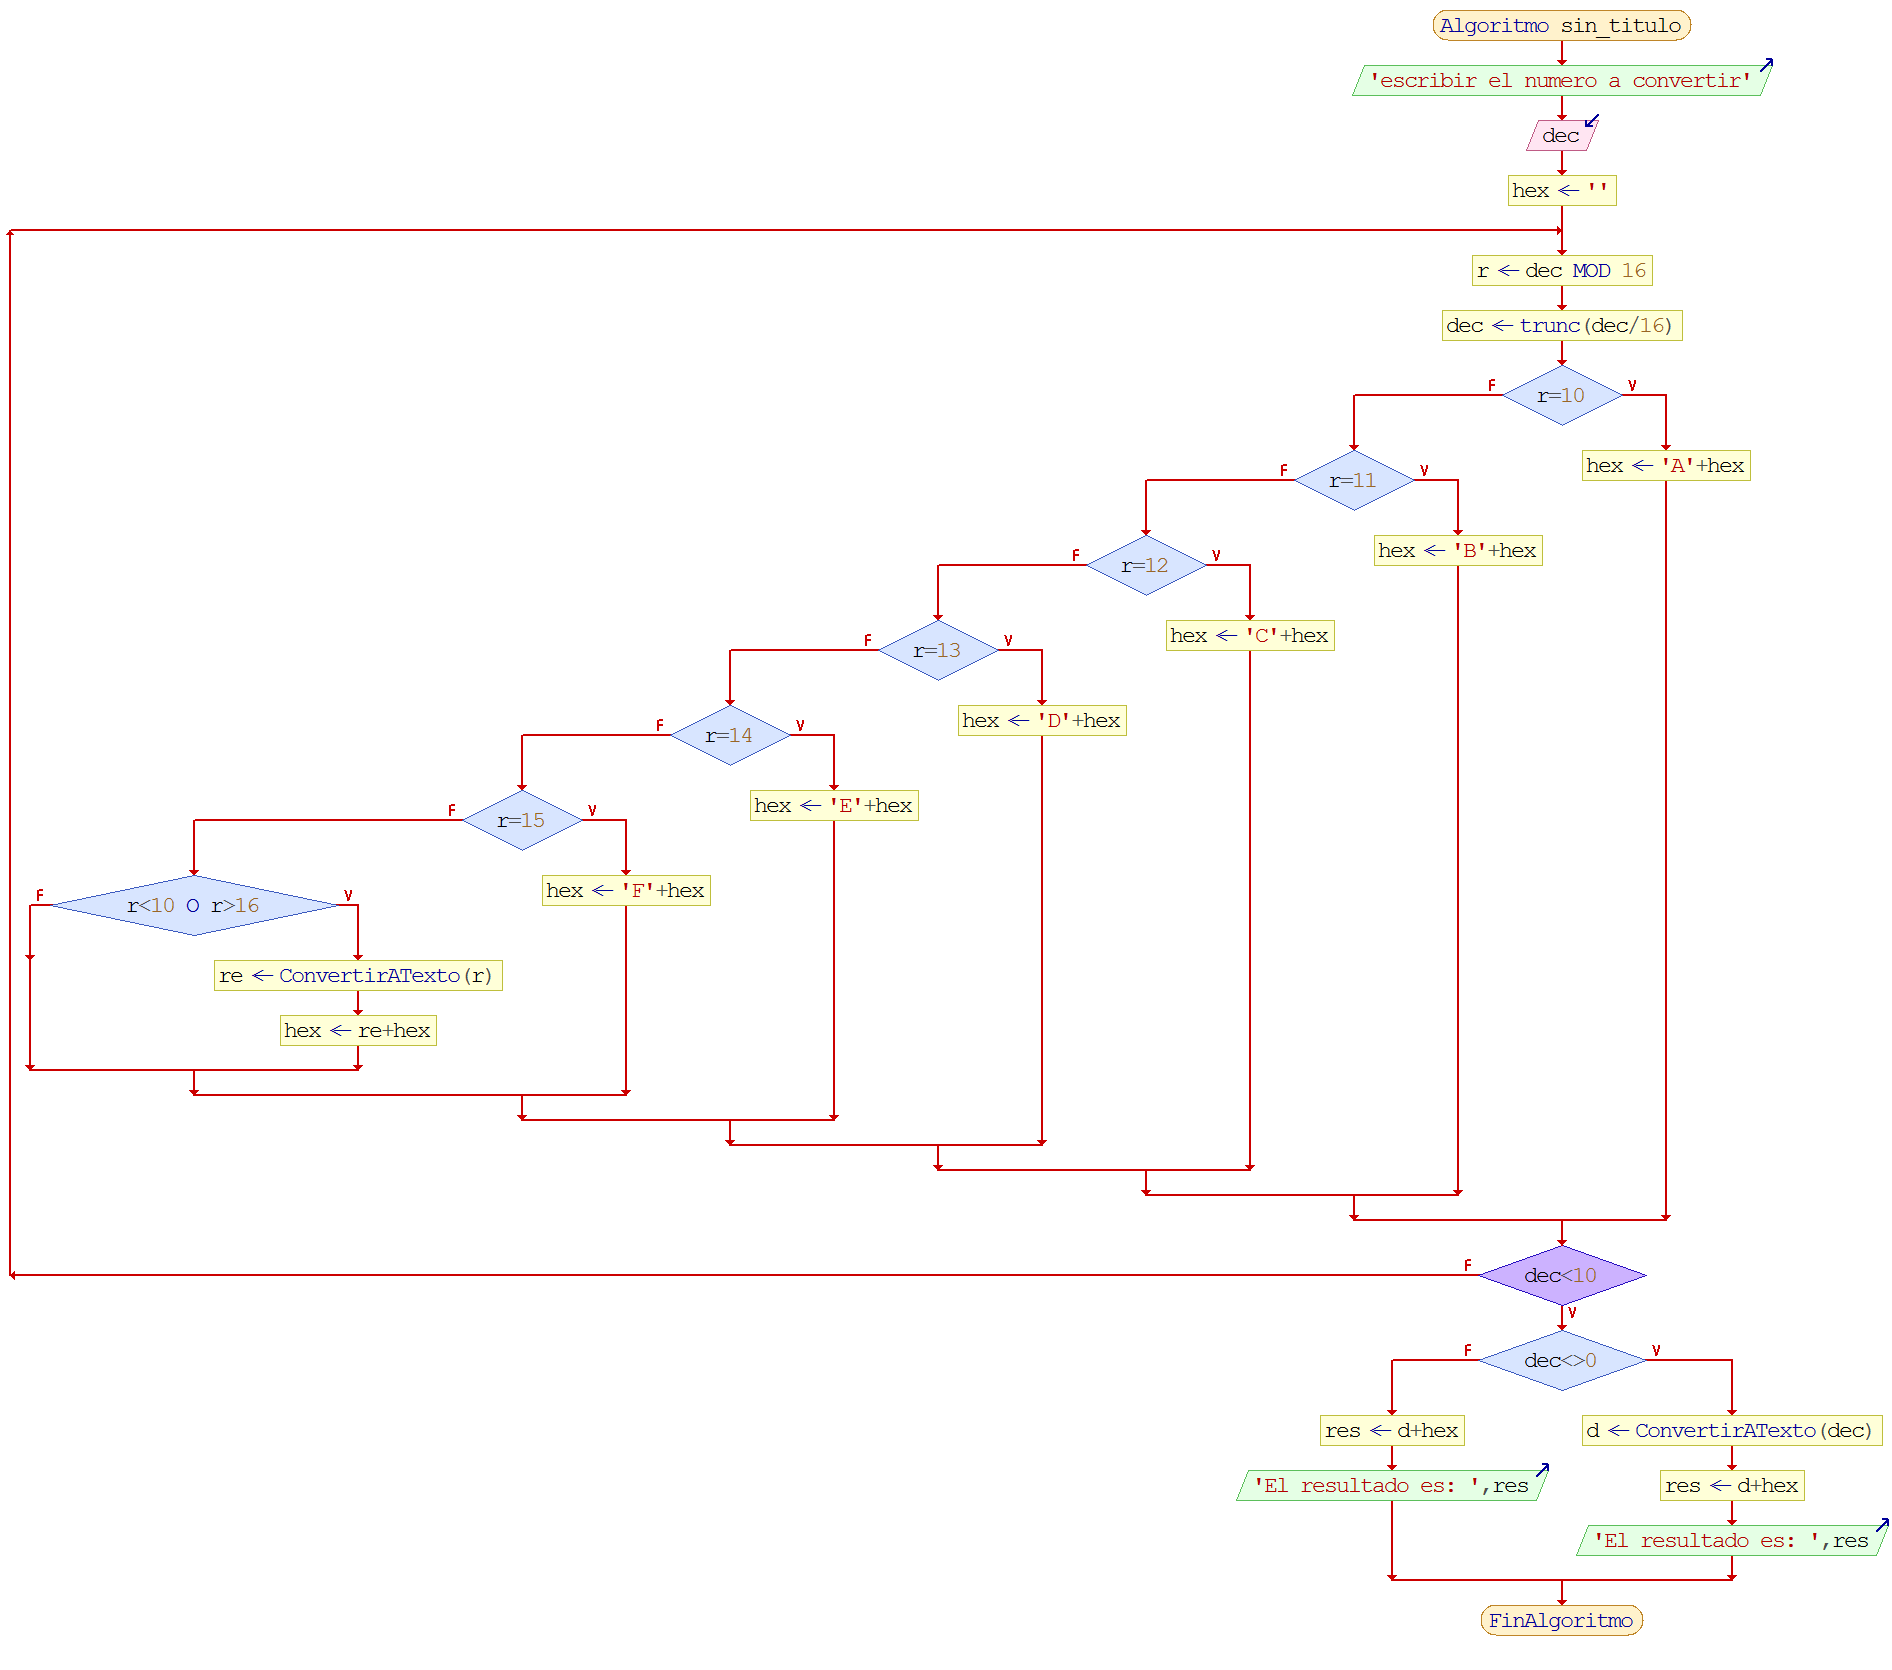 Algoritmo sin_titulo
'escribir el numero a convertir'
dec
hex ← ''
r ← dec MOD 16
dec ← trunc(dec/16)
F
r=10
V
hex ← 'A'+hex
F
r=11
V
hex ← 'B'+hex
F
r=12
V
hex ← 'C'+hex
F
r=13
V
hex ← 'D'+hex
F
r=14
V
hex ← 'E'+hex
F
r=15
V
hex ← 'F'+hex
F
r<10 O r>16
V
re ← ConvertirATexto(r)
hex ← re+hex
F
dec<10
V
F
dec<>0
V
res ← d+hex
'El resultado es: ',res
d ← ConvertirATexto(dec)
res ← d+hex
'El resultado es: ',res
FinAlgoritmo